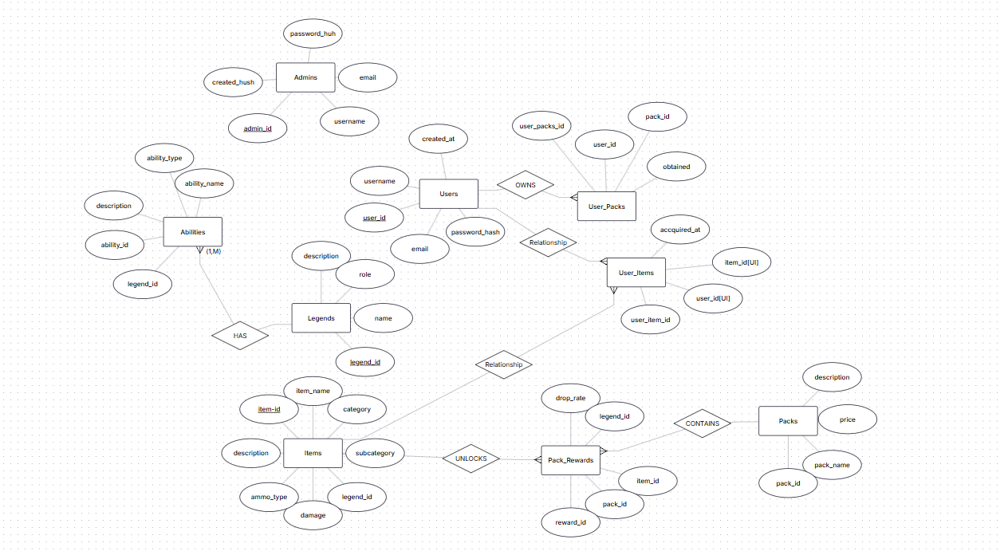 password_huh
Admins
email
created_hush
admin_id
username
created_at
user_packs_id
pack_id
user_id
obtained
ability_type
ability_name
description
Abilities
ability_id
(1,M)
legend_id
username
Users
user_id
password_hash
email
OWNS
User_Packs
Relationship
accquired_at
User_Items
item_id[UI]
user_id[UI]
user_item_id
description
role
Legends
name
legend_id
HAS
Relationship
item_name
item-id
category
description
Items
subcategory
ammo_type
damage
legend_id
UNLOCKS
drop_rate
legend_id
Pack_Rewards
item_id
pack_id
reward_id
CONTAINS
description
Packs
price
pack_name
pack_id